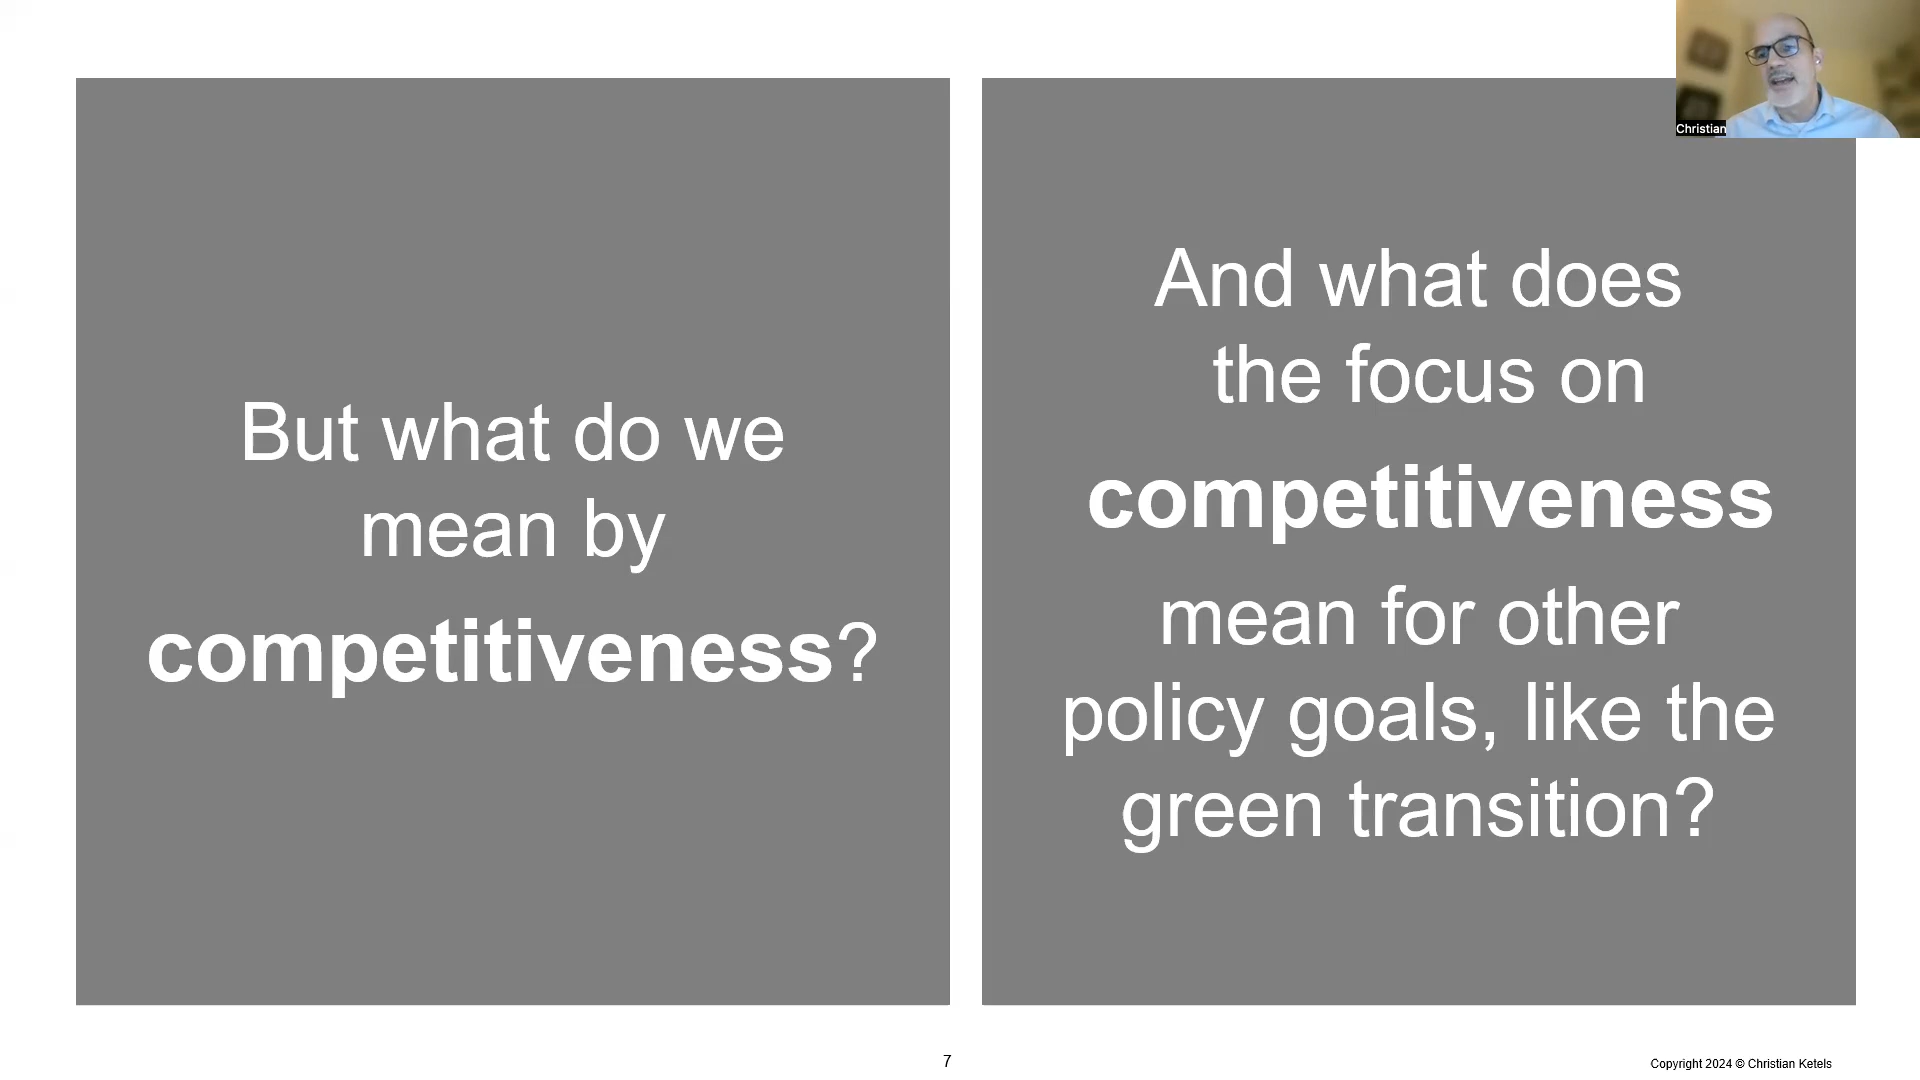 Christian
But what do we
mean by
competitiveness?
And what does
the focus on
competitiveness
mean for other
policy goals, like the
green transition?
7
Copyright 2024 © Christian Ketels